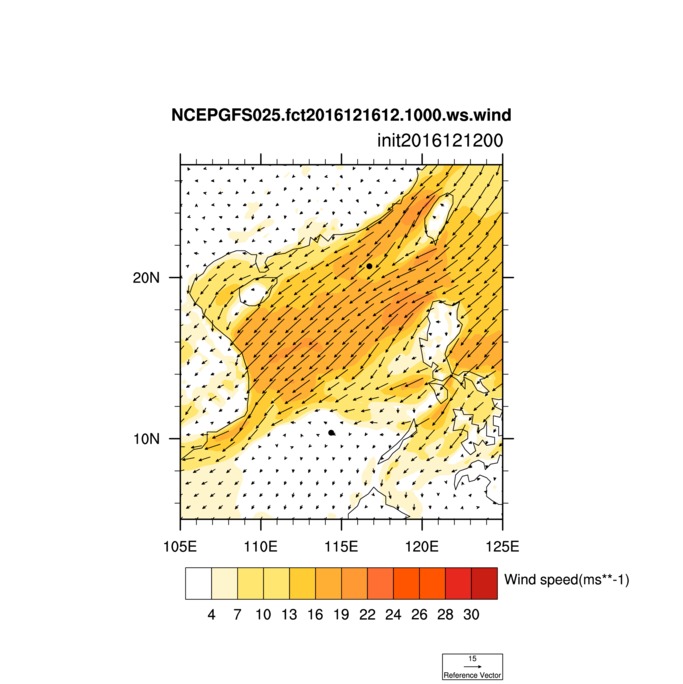 NCEPGFS025.fct2016121612.1000.ws.wind
init2016121200
20N
10N
105E 110E 115E 120E 125E
Wind speed(ms**-1)
4 7 10 13 16 19 22 24 26 28 30
15
Reference Vector